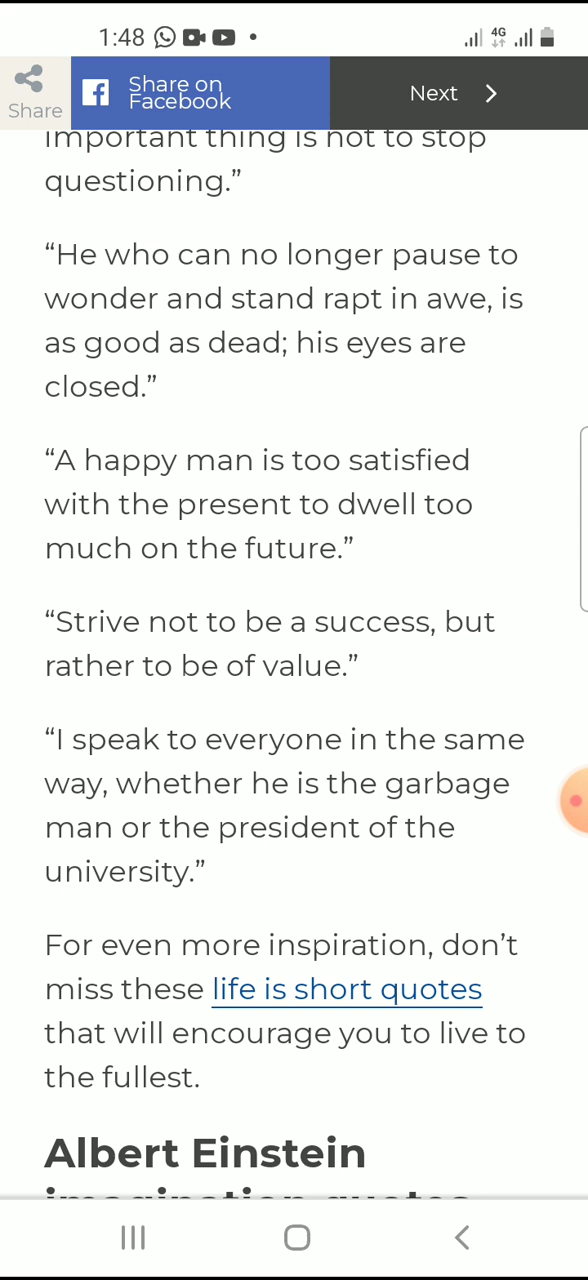 1:48
4G
Share
Share on
Facebook
Next
important thing is not to stop
questioning.”
“He who can no longer pause to
wonder and stand rapt in awe, is
as good as dead; his eyes are
closed.”
“A happy man is too satisfied
with the present to dwell too
much on the future.”
“Strive not to be a success, but
rather to be of value.”
“I speak to everyone in the same
way, whether he is the garbage
man or the president of the
university.”
For even more inspiration, don’t
miss these life is short quotes
that will encourage you to live to
the fullest.
Albert Einstein
imagination quotes